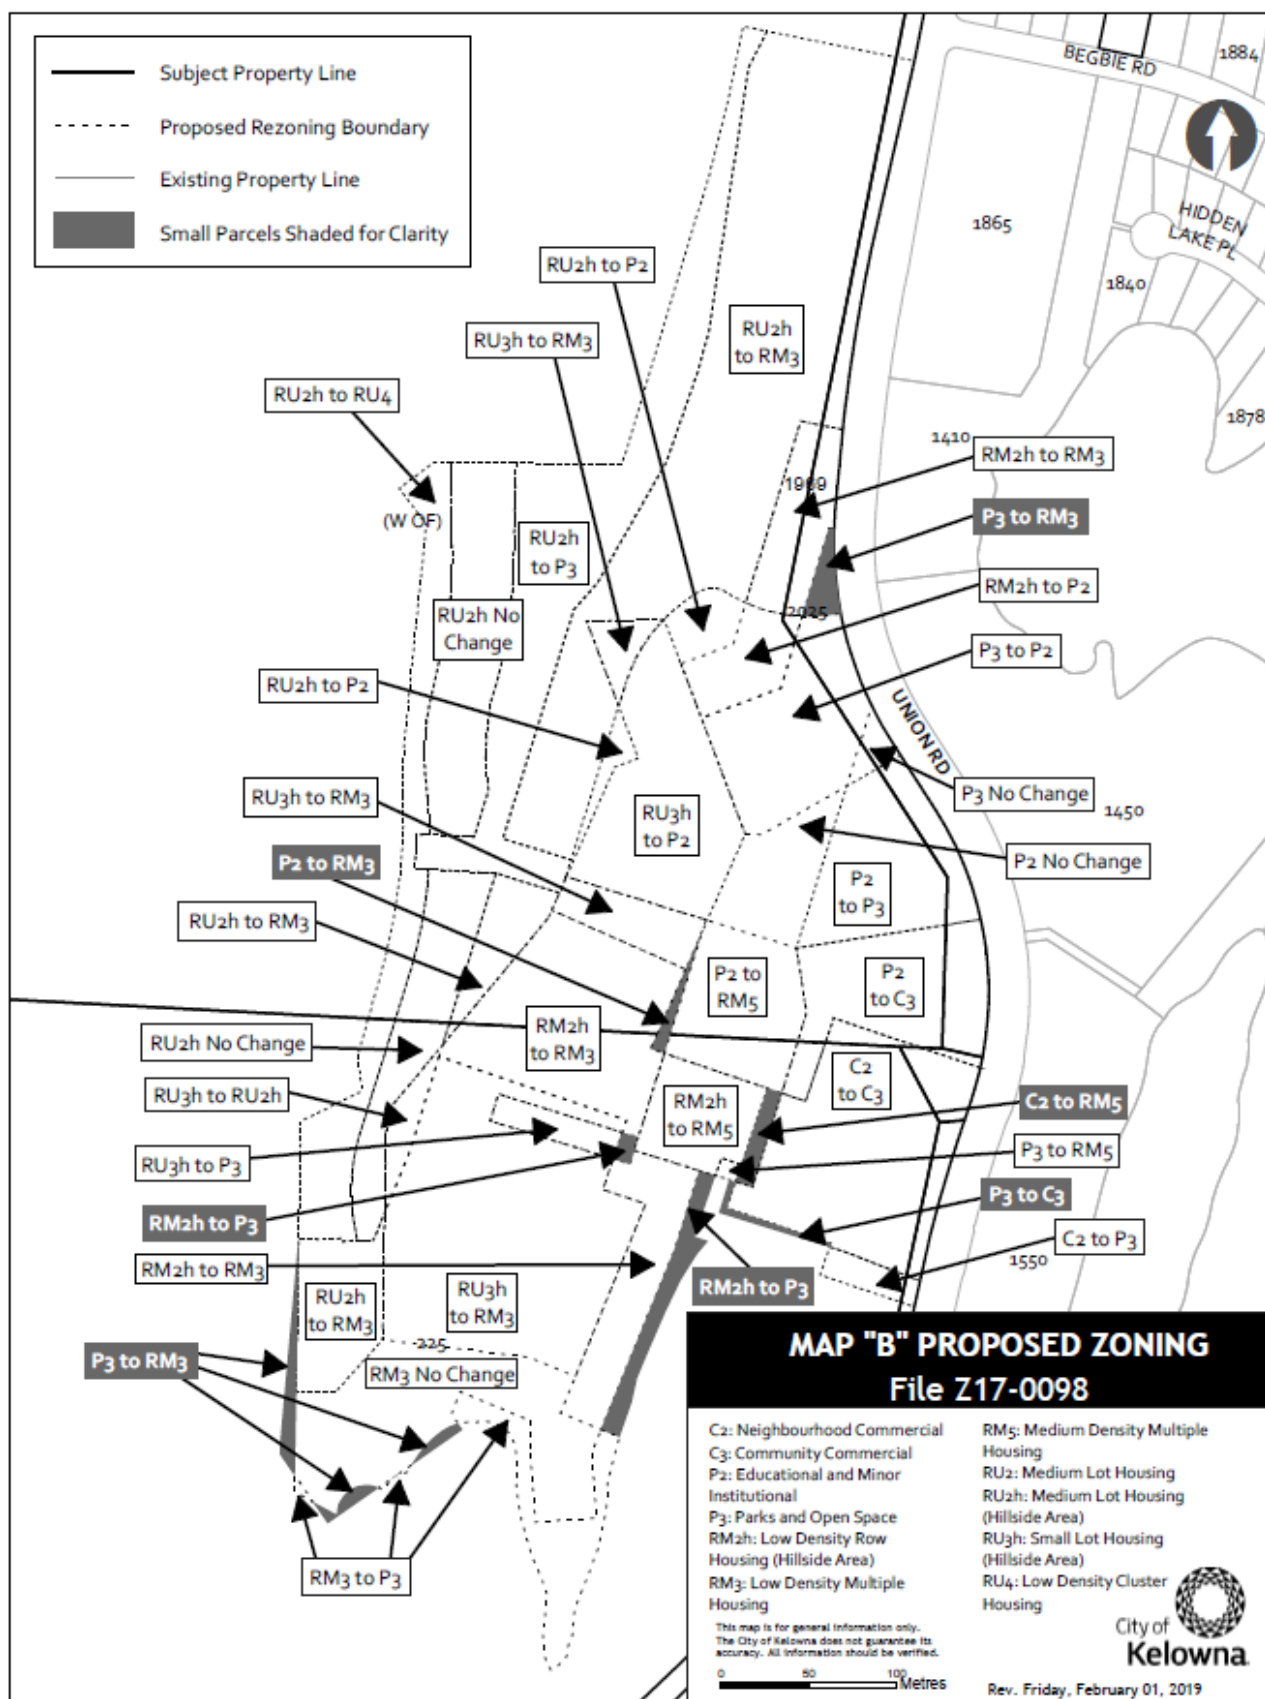 Subject Property Line
Proposed Rezoning Boundary
Existing Property Line
Small Parcels Shaded for Clarity
BEGBIE RD
1884
1865
HIDDEN
LAKE PL
1840
1878
1410
RU2h to P2
RU3h to RM3
RU2h
to RM3
RU2h to RU4
1969
RM2h to RM3
P3 to RM3
(W OF)
RU2h
to P3
RM2h to P2
2025
RU2h No
Change
P3 to P2
RU2h to P2
UNION RD
P3 No Change
1450
RU3h to RM3
RU3h
to P2
P2 to RM3
P2 No Change
P2
to P3
RU2h to RM3
P2 to
RM5
P2
to C3
RM2h
to RM3
RU2h No Change
C2
to C3
RU3h to RU2h
RM2h
to RM5
C2 to RM5
RU3h to P3
P3 to RM5
RM2h to P3
P3 to C3
C2 to P3
1550
RM2h to RM3
RM2h to P3
RU2h
to RM3
RU3h
to RM3
225
P3 to RM3
RM3 No Change
RM3 to P3
MAP "B" PROPOSED ZONING
File Z17-0098
C2: Neighbourhood Commercial
C3: Community Commercial
P2: Educational and Minor
Institutional
P3: Parks and Open Space
RM2h: Low Density Row
Housing (Hillside Area)
RM3: Low Density Multiple
Housing
RM5: Medium Density Multiple
Housing
RU2: Medium Lot Housing
RU2h: Medium Lot Housing
(Hillside Area)
RU3h: Small Lot Housing
(Hillside Area)
RU4: Low Density Cluster
Housing
This map is for general information only.
The City of Kelowna does not guarantee its
accuracy. All information should be verified.
0 50 100
Metres
City of
Kelowna
Rev. Friday, February 01, 2019